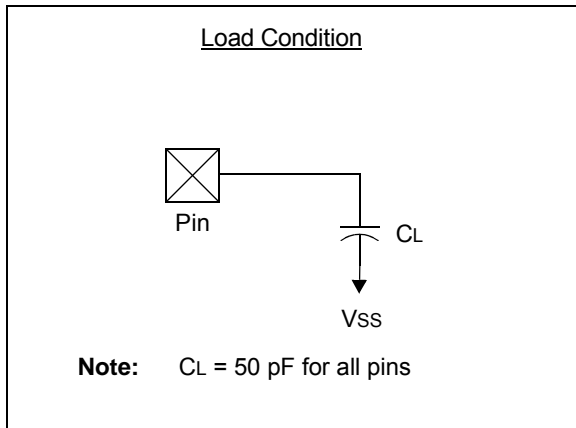 Load Condition
Pin
CL
VSS
Note: CL = 50 pF for all pins